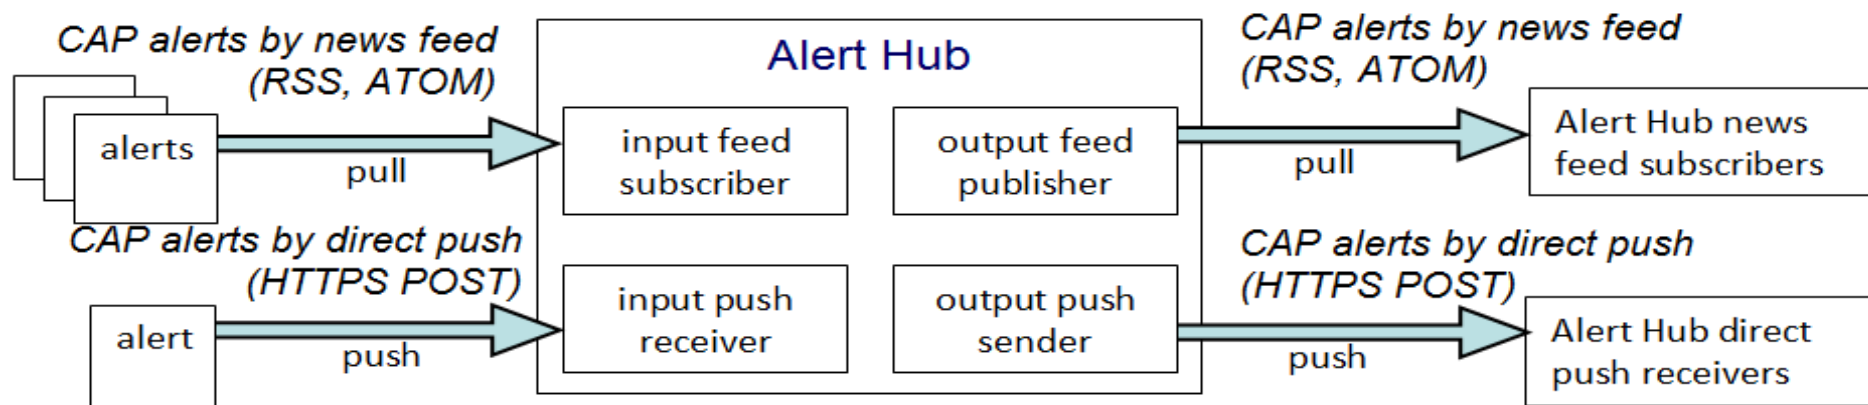 CAP alerts by news feed
(RSS, ATOM)
alerts
pull
CAP alerts by direct push
(HTTPS POST)
alert
push
Alert Hub
input feed
subscriber
output feed
publisher
input push
receiver
output push
sender
CAP alerts by news feed
(RSS, ATOM)
pull
Alert Hub news
feed subscribers
CAP alerts by direct push
(HTTPS POST)
push
Alert Hub direct
push receivers